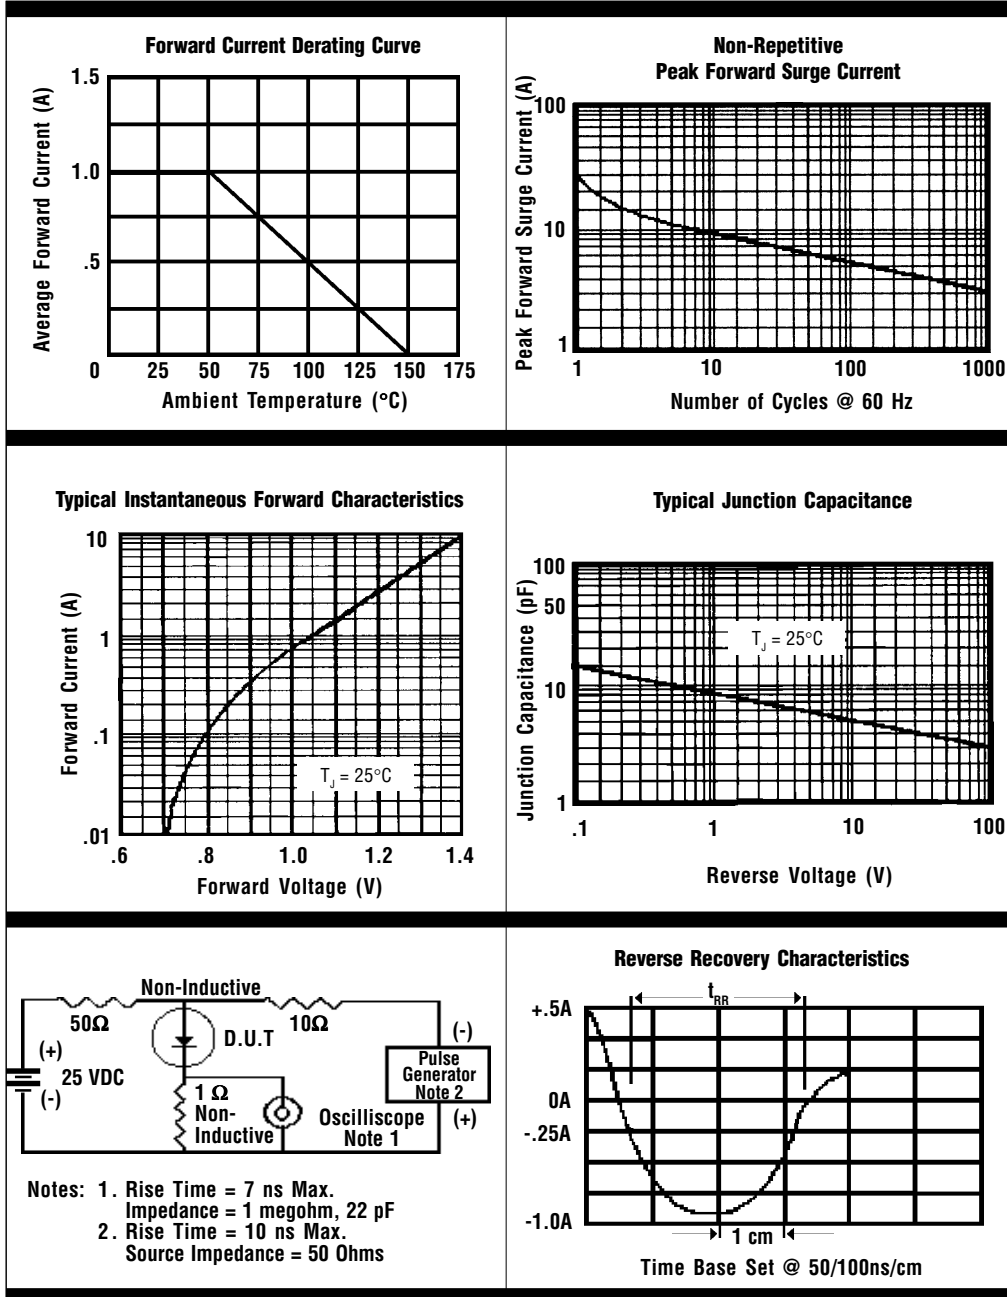 Forward Current Derating Curve
Average Forward Current (A)
1.5
1.0
.5
0
25 50 75 100 125 150 175
Ambient Temperature (°C)
Non-Repetitive
Peak Forward Surge Current
Peak Forward Surge Current (A)
100
10
1
1 10 100 1000
Number of Cycles @ 60 Hz
Typical Instantaneous Forward Characteristics
Forward Current (A)
10
1
.1
.01
TJ = 25°C
.6 .8 1.0 1.2 1.4
Forward Voltage (V)
Typical Junction Capacitance
Junction Capacitance (pF)
100
50
10
1
TJ = 25°C
.1 1 10 100
Reverse Voltage (V)
Non-Inductive
50Ω
10Ω
D.U.T
(+)
25 VDC
(-)
(-)
Pulse
Generator
Note 2
(+)
1 Ω
Non-
Inductive
Oscilliscope
Note 1
Notes: 1. Rise Time = 7 ns Max.
Impedance = 1 megohm, 22 pF
2. Rise Time = 10 ns Max.
Source Impedance = 50 Ohms
Reverse Recovery Characteristics
tRR
+.5A
0A
-.25A
-1.0A
1 cm
Time Base Set @ 50/100ns/cm